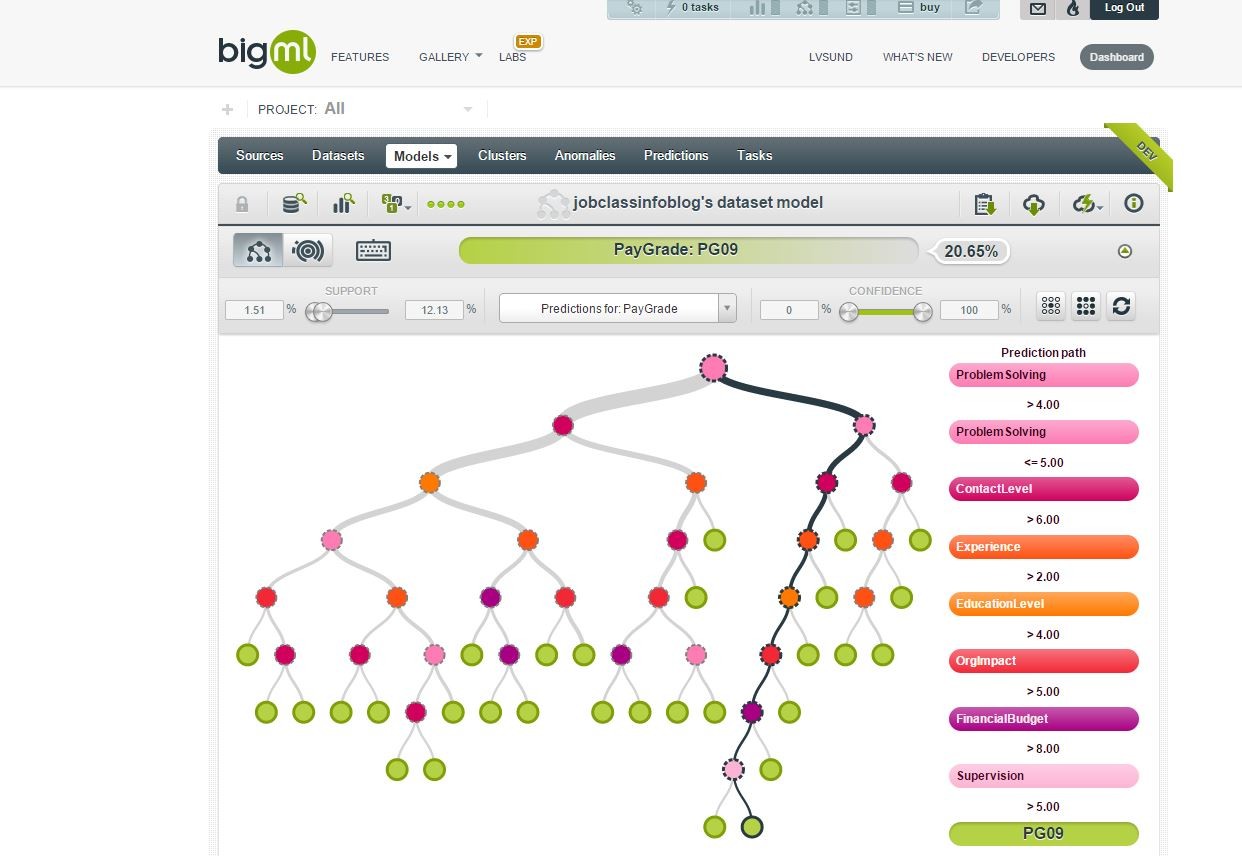 0 tasks
buy
Log Out
bigml
FEATURES
GALLERY
LABS
EXP
LVSUND
WHAT'S NEW
DEVELOPERS
Dashboard
PROJECT: All
Sources
Datasets
Models
Clusters
Anomalies
Predictions
Tasks
DEV
jobclassinfoblog's dataset model
PayGrade: PG09
20.65%
SUPPORT
1.51 %
12.13 %
Predictions for: PayGrade
CONFIDENCE
0 %
100 %
Prediction path
ProblemSolving
> 4.00
ProblemSolving
<= 5.00
ContactLevel
> 6.00
Experience
> 2.00
EducationLevel
> 4.00
OrgImpact
> 5.00
FinancialBudget
> 8.00
Supervision
> 5.00
PG09